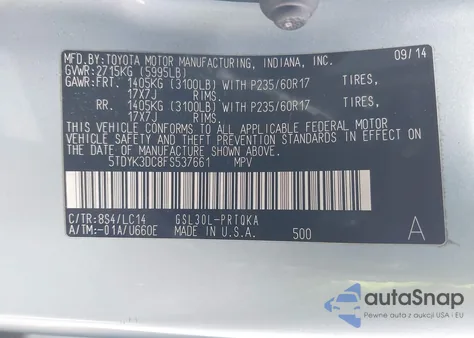 MFD.BY: TOYOTA MOTOR MANUFACTURING, INDIANA, INC. 09/14
GVWR: 2715KG (5995LB)
GAWR: FRT. 1405KG (3100LB) WITH P235/60R17 TIRES,
17X7J RIMS.
RR. 1405KG (3100LB) WITH P235/60R17 TIRES,
17X7J RIMS.
THIS VEHICLE CONFORMS TO ALL APPLICABLE FEDERAL MOTOR
VEHICLE SAFETY, BUMPER, AND THEFT PREVENTION STANDARDS
IN EFFECT ON THE DATE OF MANUFACTURE SHOWN ABOVE.
5TDYK3DC8FS537661 MPV
C/TR: 8S4/LC14 GSL30L-PRTQKA
A/TM: -01A/U660E MADE IN U.S.A. 500 A
autoSnap
Pewne auta z aukcji USA i EU